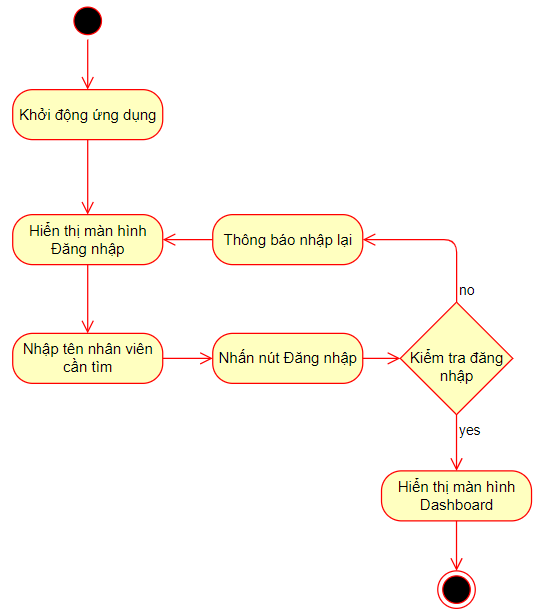 Khởi động ứng dụng
Hiển thị màn hình
Đăng nhập
Thông báo nhập lại
no
Nhập tên nhân viên
cần tìm
Nhấn nút Đăng nhập
Kiểm tra đăng
nhập
yes
Hiển thị màn hình
Dashboard